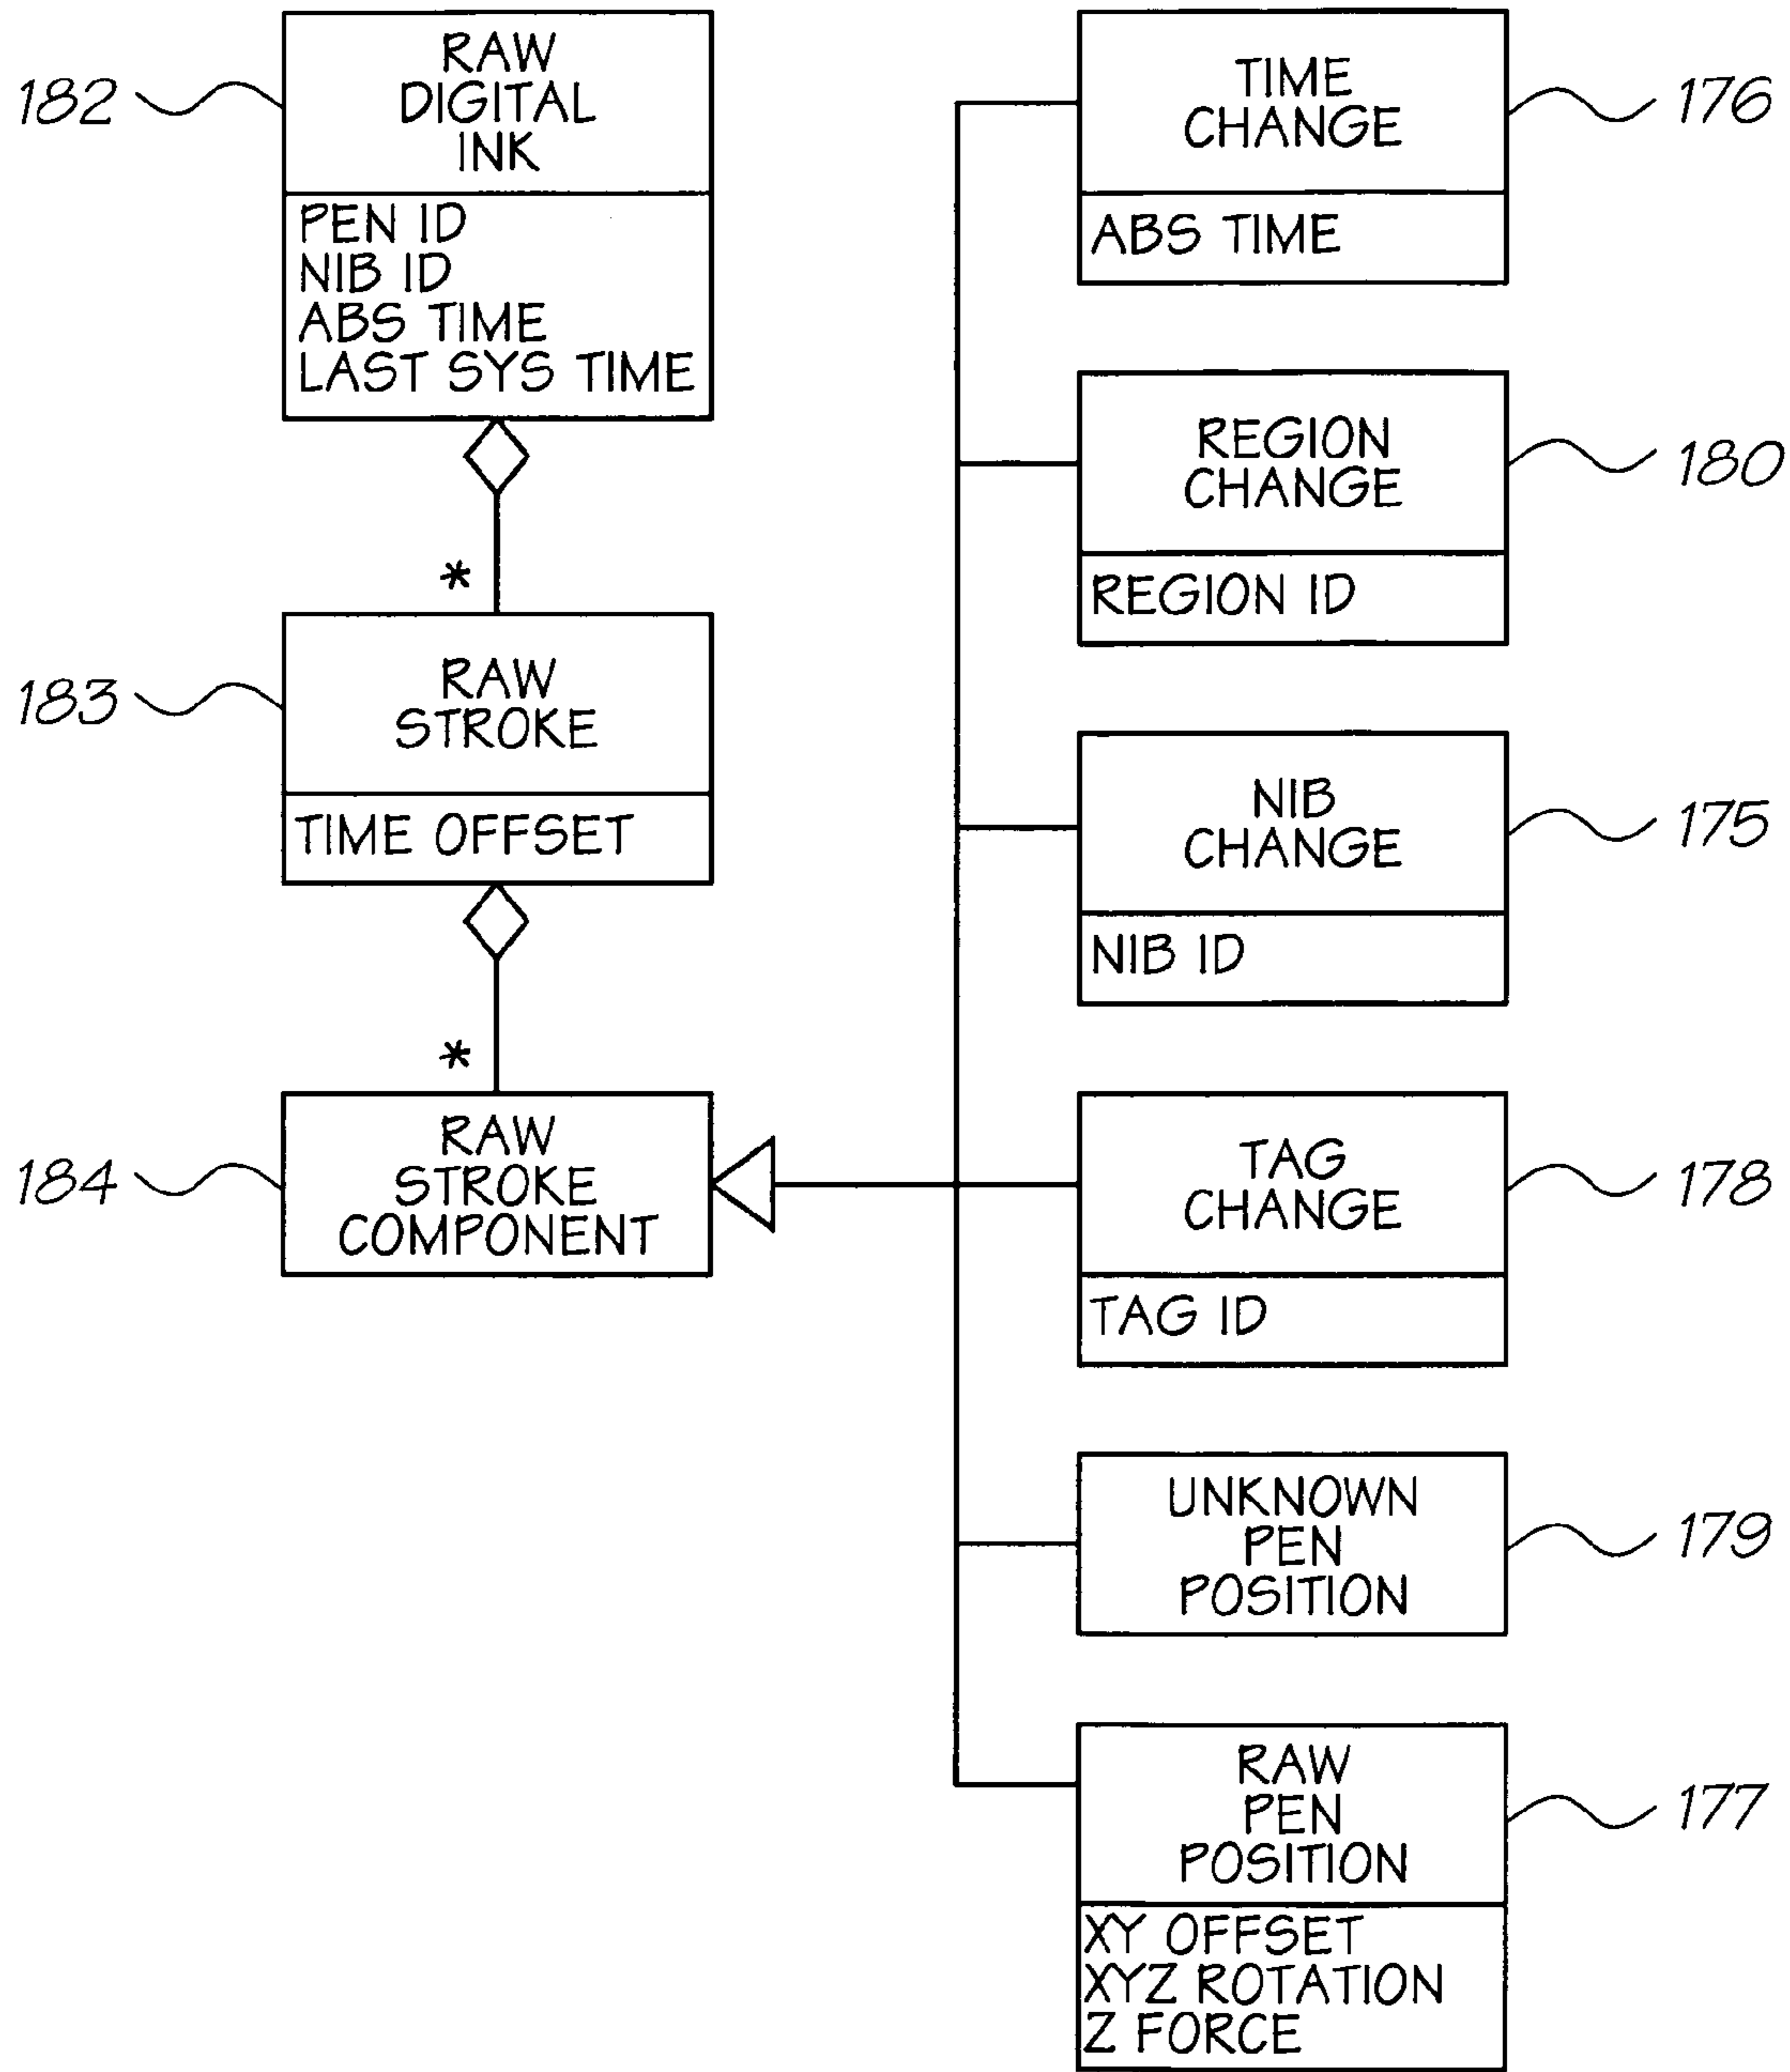 182
RAW
DIGITAL
INK
PEN ID
NIB ID
ABS TIME
LAST SYS TIME
*
183
RAW
STROKE
TIME OFFSET
*
184
RAW
STROKE
COMPONENT
TIME
CHANGE
176
ABS TIME
REGION
CHANGE
180
REGION ID
NIB
CHANGE
175
NIB ID
TAG
CHANGE
178
TAG ID
UNKNOWN
PEN
POSITION
179
RAW
PEN
POSITION
177
XY OFFSET
XYZ ROTATION
Z FORCE